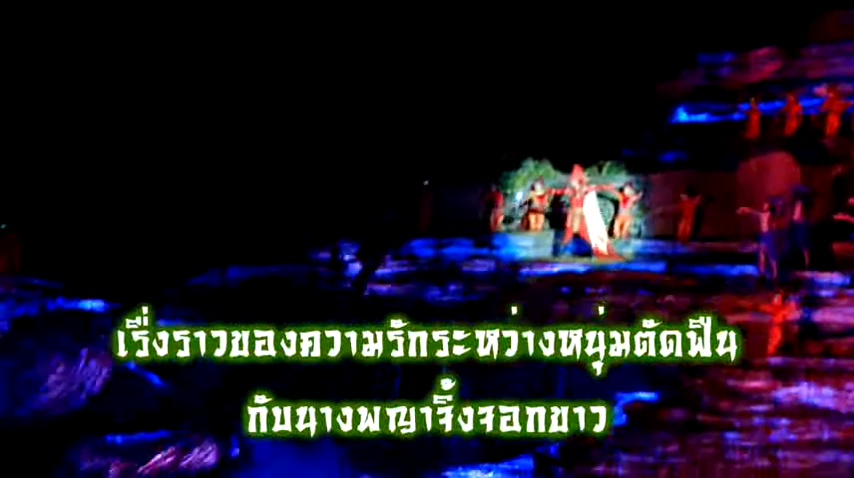 เรื่งราวของความรักระหว่างหนุ่มตัดฟืน
กับนางพญาจิ้งจอกขาว